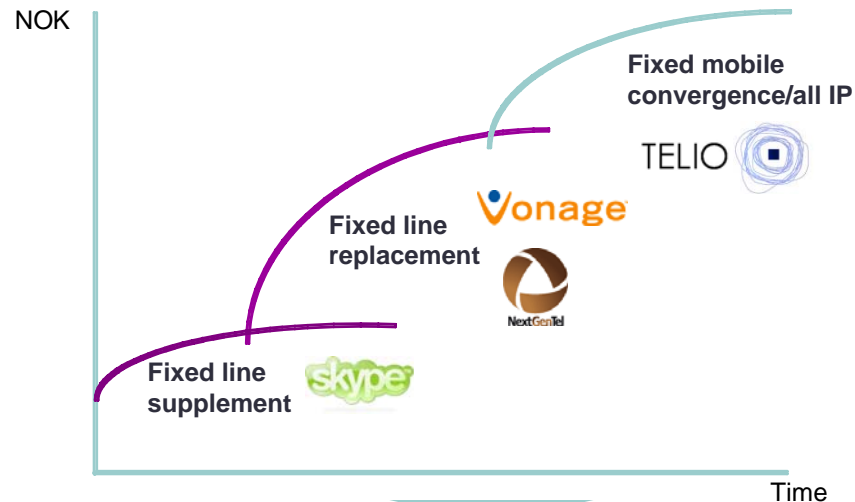 NOK
Fixed mobile
convergence/all IP
TELIO
Vonage
Fixed line
replacement
NextGenTel
Fixed line
supplement
skype
Time